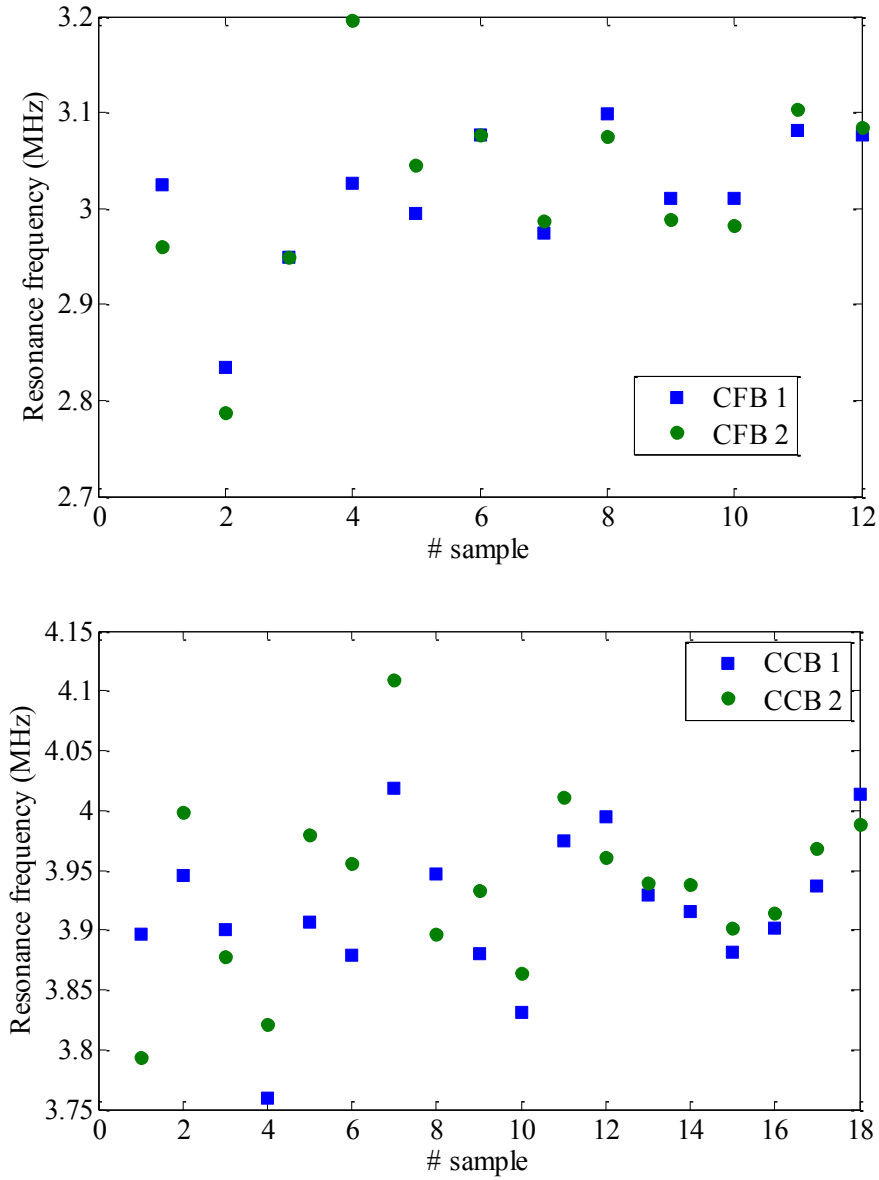 3.2
3.1
3
2.9
2.8
2.7
Resonance frequency (MHz)
CFB 1
CFB 2
0 2 4 6 8 10 12
# sample
4.15
4.1
4.05
4
3.95
3.9
3.85
3.8
3.75
Resonance frequency (MHz)
CCB 1
CCB 2
0 2 4 6 8 10 12 14 16 18
# sample